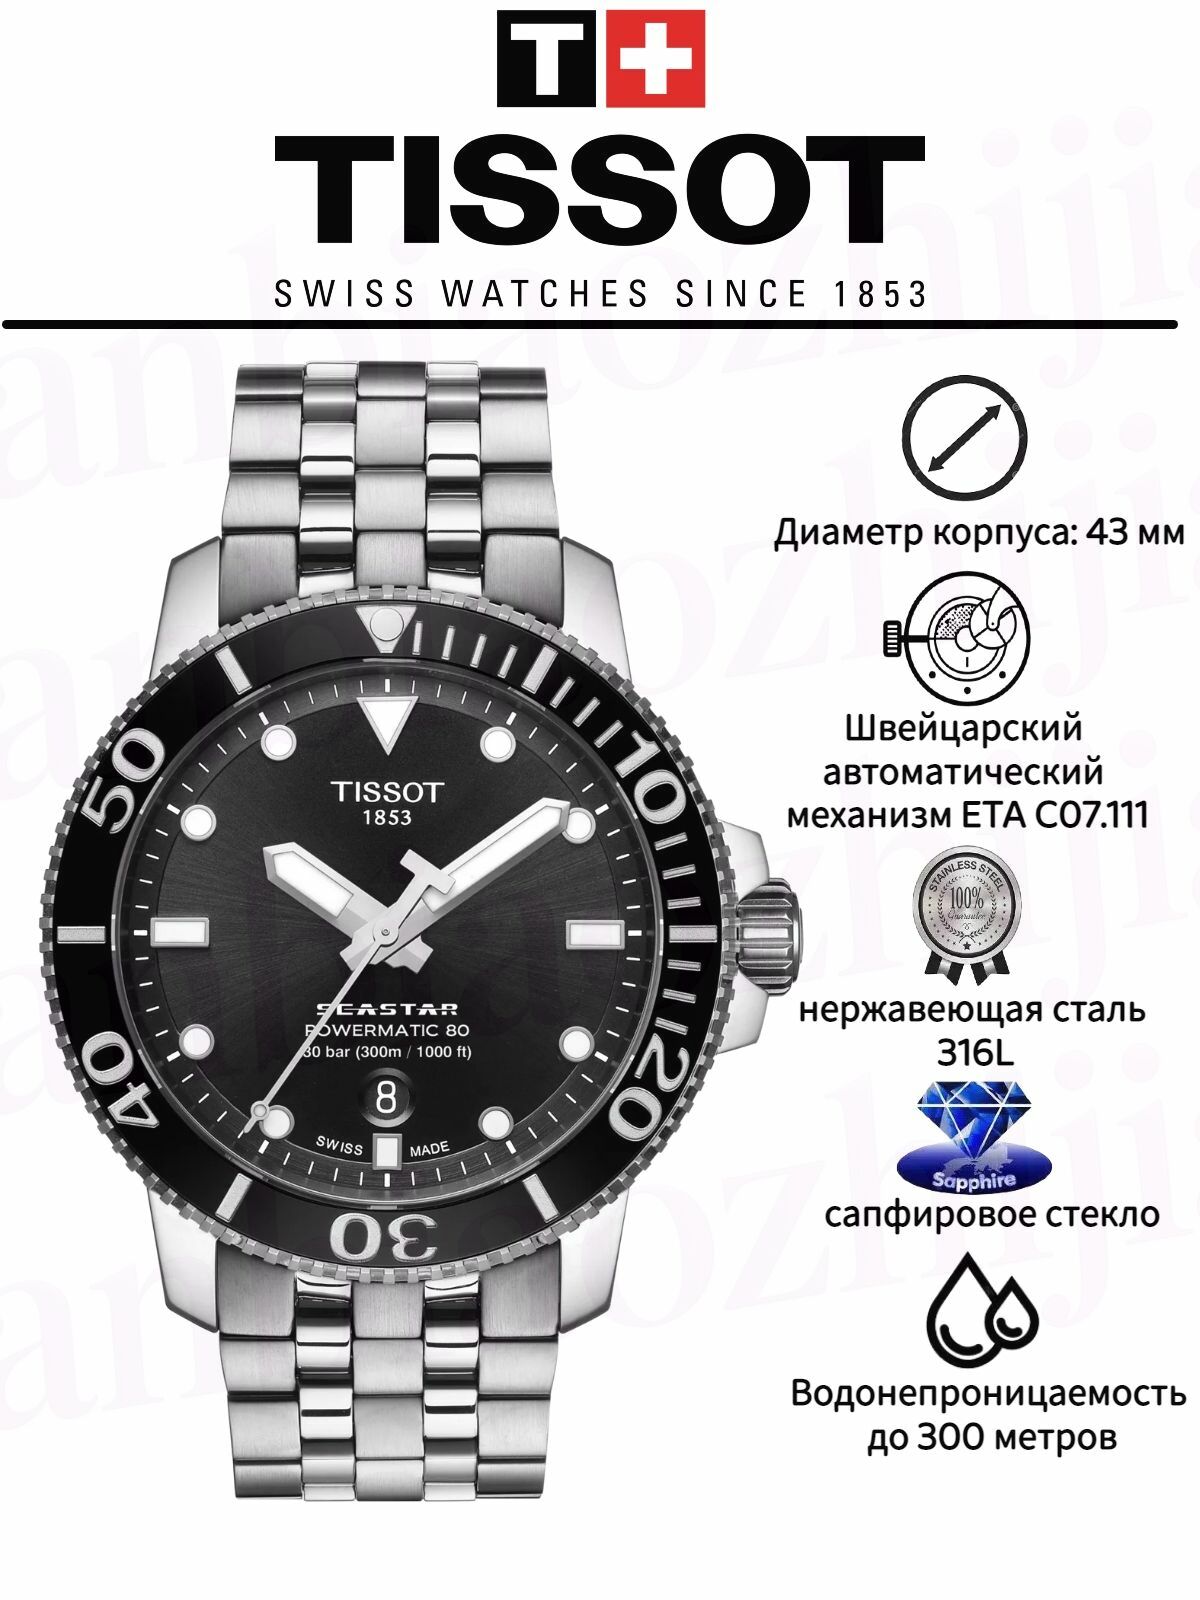 T+
TISSOT
SWISS WATCHES SINCE 1853
50
10
40
20
30
TISSOT
1853
SEASTAR
POWERMATIC 80
30 bar (300m / 1000 ft)
8
SWISS MADE
Диаметр корпуса: 43 мм
Швейцарский
автоматический
механизм ETA C07.111
STAINLESS STEEL
100%
Guarantee
нержавеющая сталь
316L
Sapphire
сапфировое стекло
Водонепроницаемость
до 300 метров